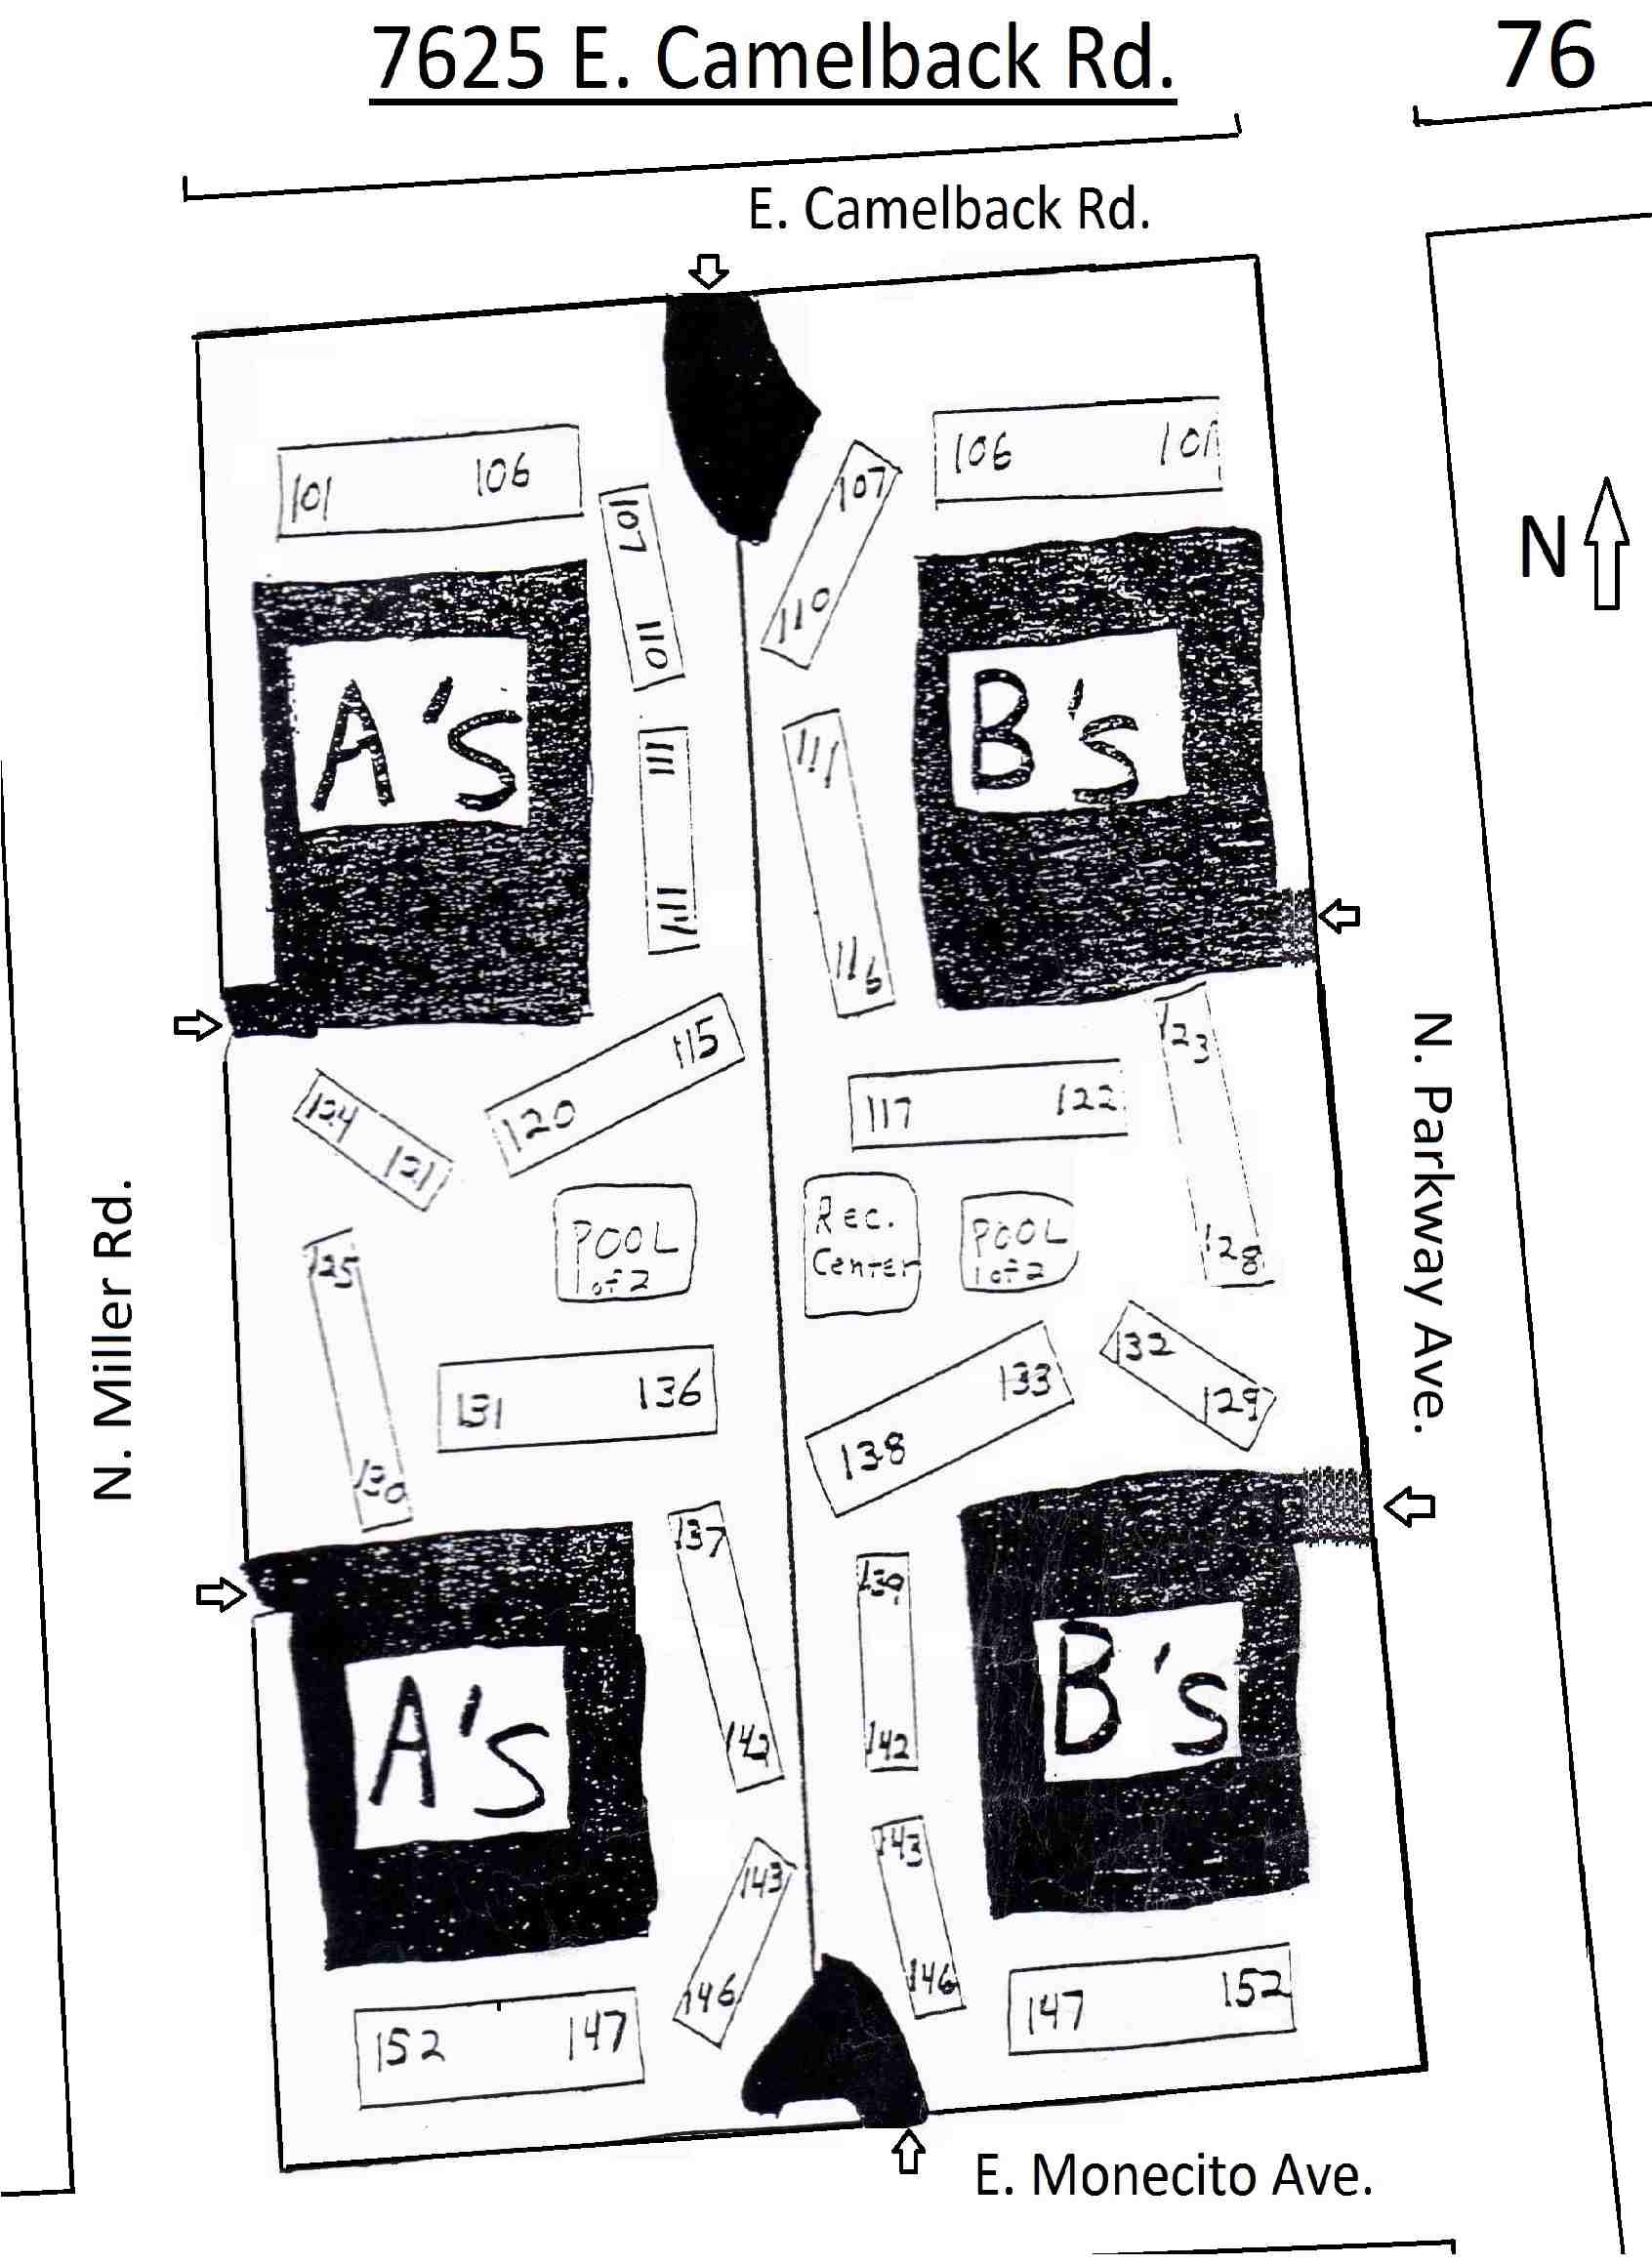 7625 E. Camelback Rd.
76
E. Camelback Rd.
101 106
106 101
107
110
107
110
N
A's
B's
111
114
111
116
115
120
124
121
117 122
123
128
POOL
1 of 2
Rec.
Center
POOL
1 of 2
N. Miller Rd.
N. Parkway Ave.
125
130
131 136
133
138
132
129
137
142
139
142
A's
B's
143
146
143
146
152 147
147 152
E. Monecito Ave.